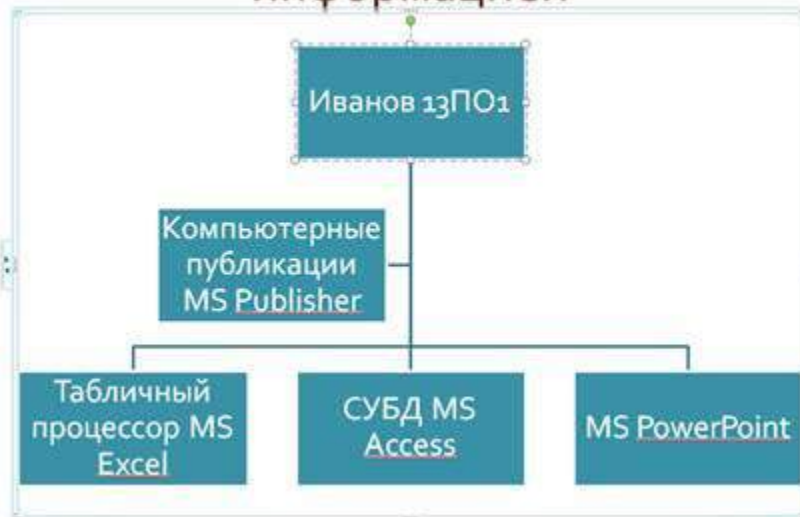 Иванов 13ПО1
Компьютерные
публикации
MS Publisher
Табличный
процессор MS
Excel
СУБД MS
Access
MS PowerPoint